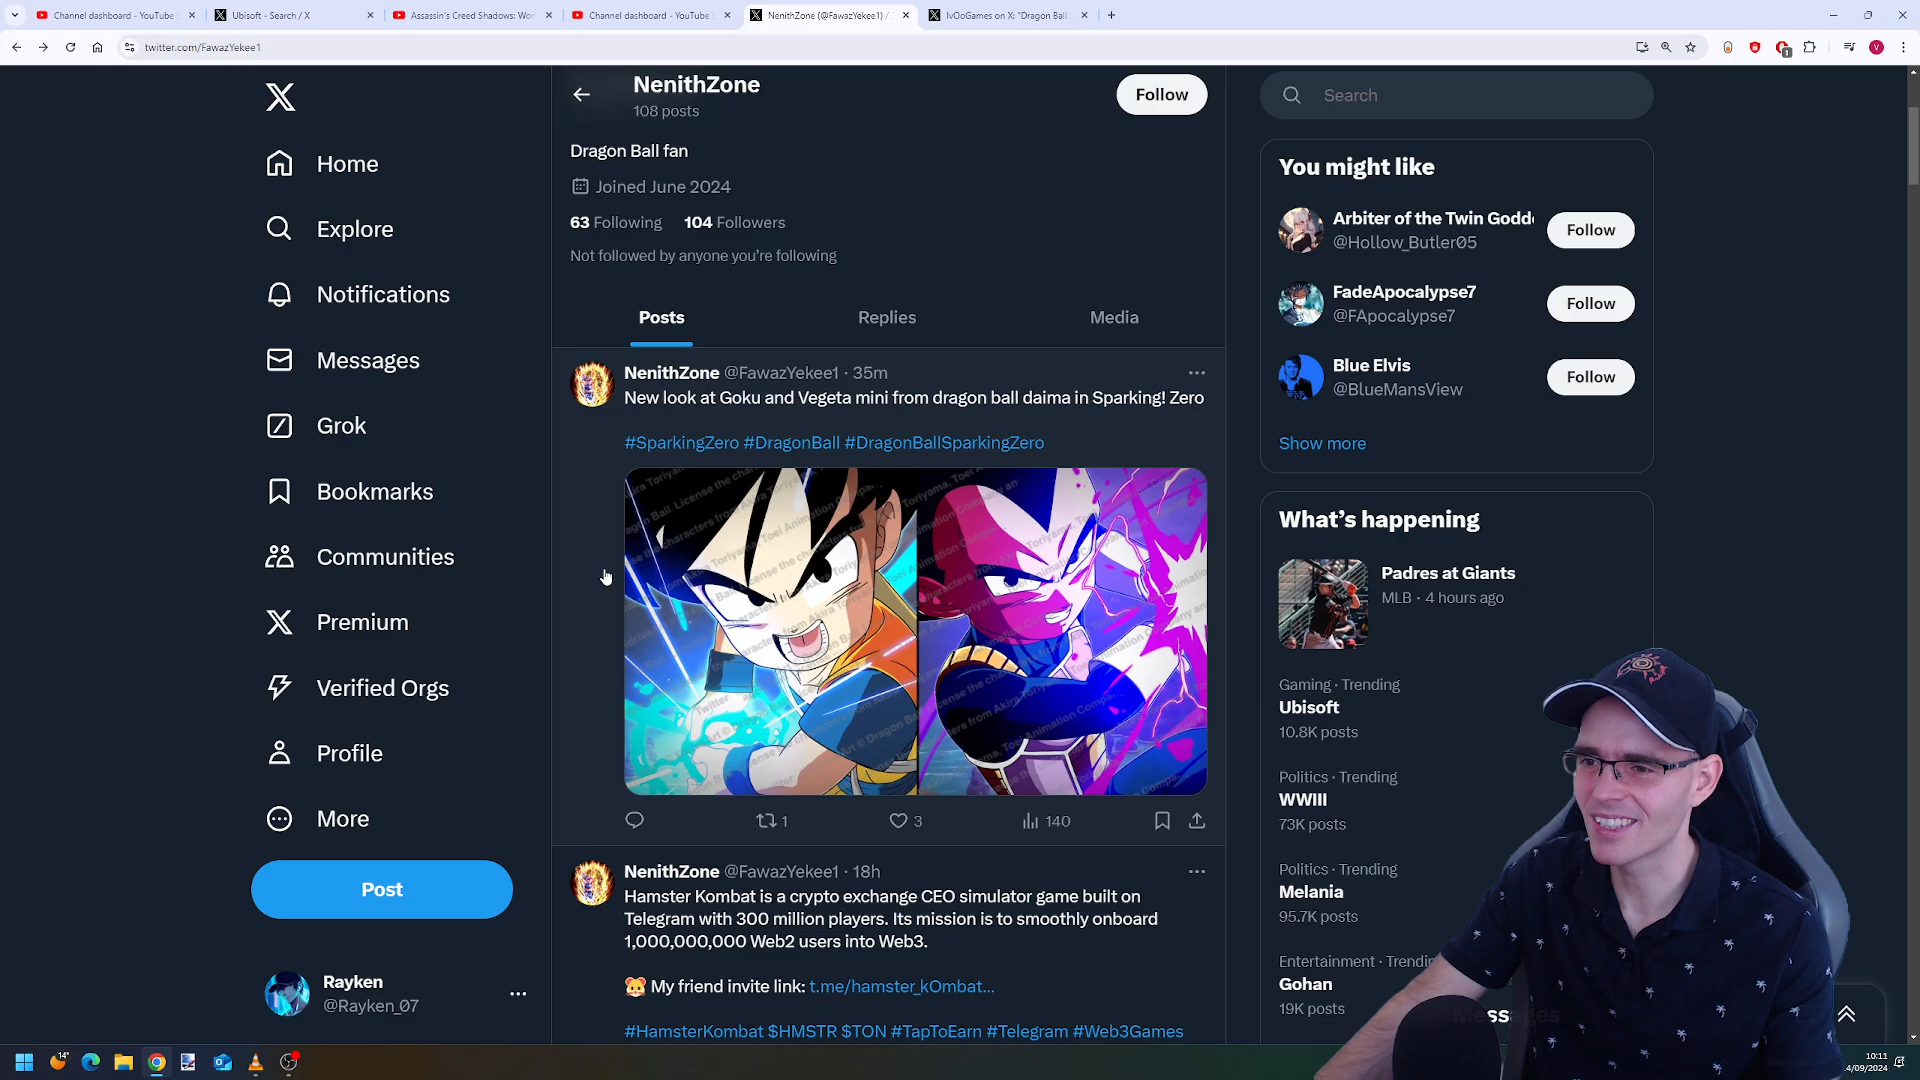 Channel dashboard - YouTube
Ubisoft - Search / X
Assassin's Creed Shadows: Wor
Channel dashboard - YouTube
NenithZone (@FawazYekee1) /
IvOoGames on X: "Dragon Ball
twitter.com/FawazYekee1
Home
Explore
Notifications
Messages
Grok
Bookmarks
Communities
Premium
Verified Orgs
Profile
More
Post
Rayken
@Rayken_07
NenithZone
108 posts
Follow
Dragon Ball fan
Joined June 2024
63 Following 104 Followers
Not followed by anyone you're following
Posts Replies Media
NenithZone @FawazYekee1 · 35m
New look at Goku and Vegeta mini from dragon ball daima in Sparking! Zero
#SparkingZero #DragonBall #DragonBallSparkingZero
1 3 140
NenithZone @FawazYekee1 · 18h
Hamster Kombat is a crypto exchange CEO simulator game built on
Telegram with 300 million players. Its mission is to smoothly onboard
1,000,000,000 Web2 users into Web3.
🐹 My friend invite link: t.me/hamster_kOmbat...
#HamsterKombat $HMSTR $TON #TapToEarn #Telegram #Web3Games
Search
You might like
Arbiter of the Twin Godd
@Hollow_Butler05
Follow
FadeApocalypse7
@FApocalypse7
Follow
Blue Elvis
@BlueMansView
Follow
Show more
What's happening
Padres at Giants
MLB · 4 hours ago
Gaming · Trending
Ubisoft
10.8K posts
Politics · Trending
WWIII
73K posts
Politics · Trending
Melania
95.7K posts
Entertainment · Trendin
Gohan
19K posts
Messages
14°
10:11
14/09/2024